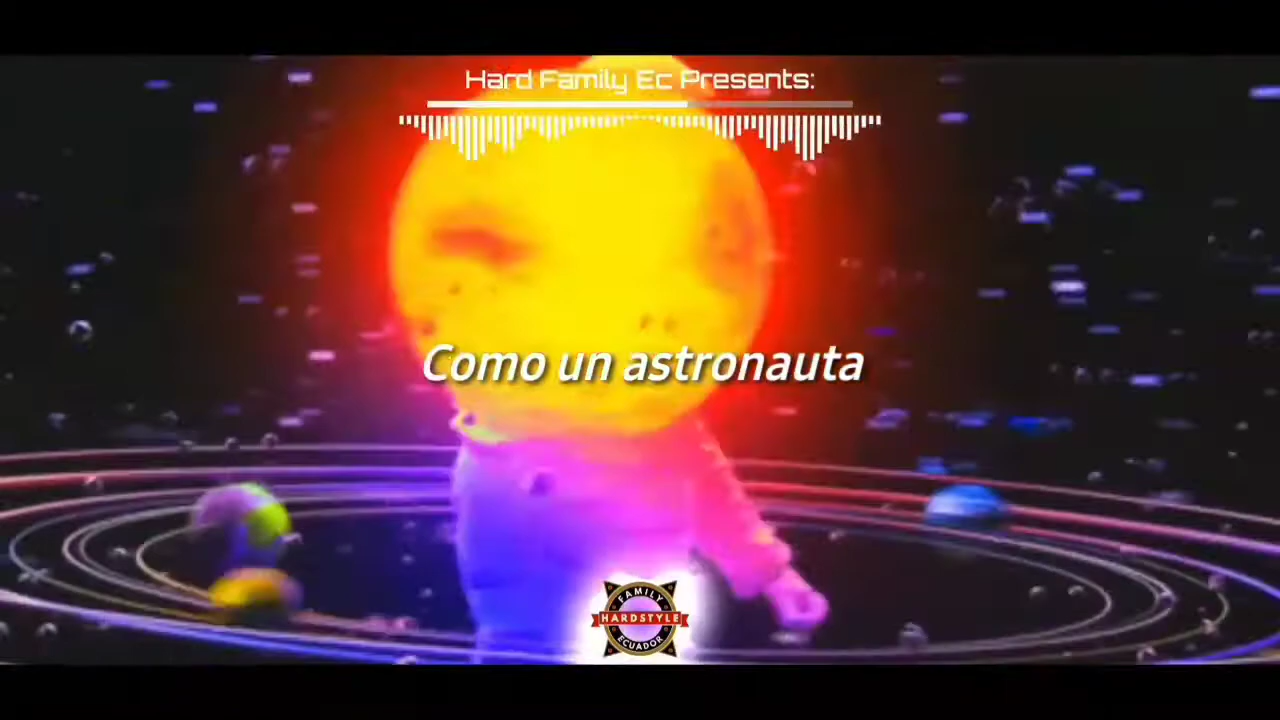 Hard Family Ec Presents:
Como un astronauta
FAMILY
HARDSTYLE
ECUADOR